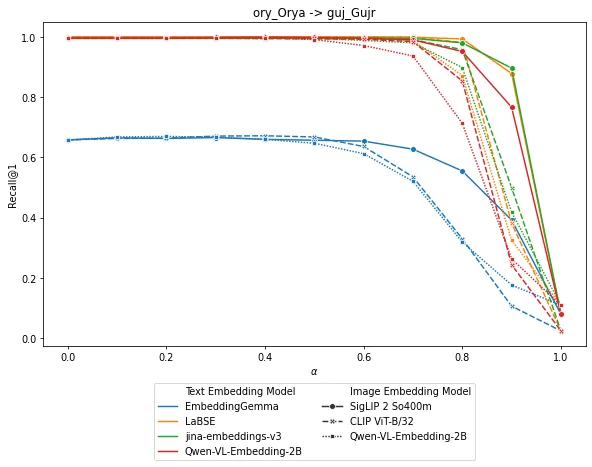 ory_Orya -> guj_Gujr
1.0
0.8
0.6
0.4
0.2
0.0
Recall@1
0.0 0.2 0.4 0.6 0.8 1.0
α
Text Embedding Model Image Embedding Model
EmbeddingGemma SigLIP 2 So400m
LaBSE CLIP ViT-B/32
jina-embeddings-v3 Qwen-VL-Embedding-2B
Qwen-VL-Embedding-2B